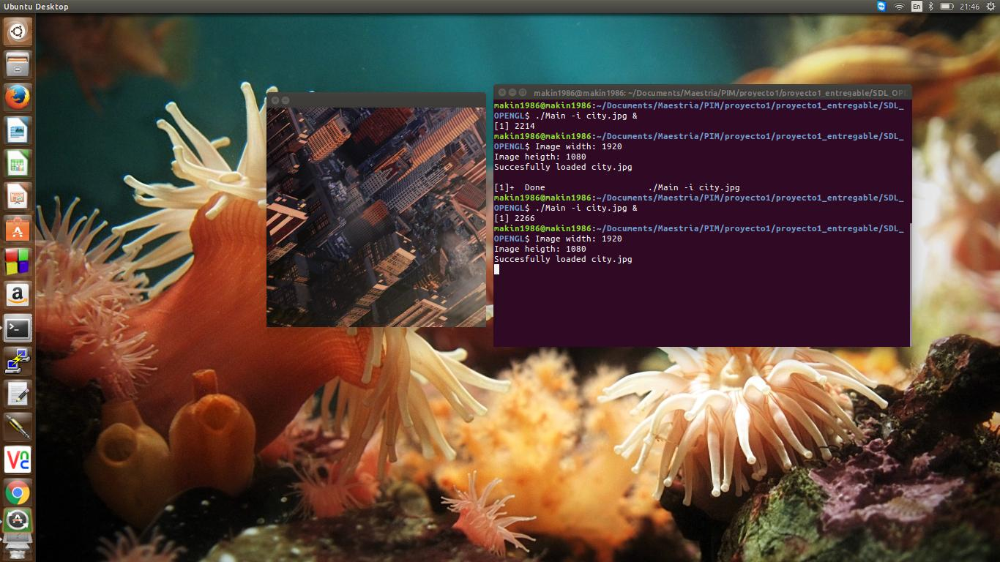 Ubuntu Desktop
En
21:46
makin1986@makin1986: ~/Documents/Maestria/PIM/proyecto1/proyecto1_entregable/SDL_OP
makin1986@makin1986:~/Documents/Maestria/PIM/proyecto1/proyecto1_entregable/SDL_
OPENGL$ ./Main -i city.jpg &
[1] 2214
makin1986@makin1986:~/Documents/Maestria/PIM/proyecto1/proyecto1_entregable/SDL_
OPENGL$ Image width: 1920
Image heigth: 1080
Succesfully loaded city.jpg
[1]+  Done                    ./Main -i city.jpg
makin1986@makin1986:~/Documents/Maestria/PIM/proyecto1/proyecto1_entregable/SDL_
OPENGL$ ./Main -i city.jpg &
[1] 2266
makin1986@makin1986:~/Documents/Maestria/PIM/proyecto1/proyecto1_entregable/SDL_
OPENGL$ Image width: 1920
Image heigth: 1080
Succesfully loaded city.jpg
a
VNC